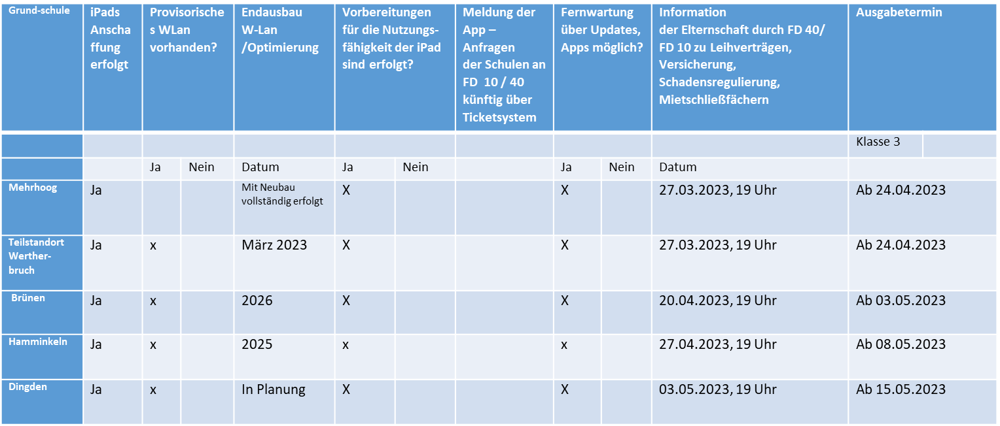 Grund-schule
iPads
Anscha
ffung
erfolgt
Provisorische
s WLan
vorhanden?
Endausbau
W-Lan
/Optimierung
Vorbereitungen
für die Nutzungs-
fähigkeit der iPad
sind erfolgt?
Meldung der
App –
Anfragen
der Schulen an
FD 10 / 40
künftig über
Ticketsystem
Fernwartung
über Updates,
Apps möglich?
Information
der Elternschaft durch FD 40/
FD 10 zu Leihverträgen,
Versicherung,
Schadensregulierung,
Mietschließfächern
Ausgabetermin
Klasse 3
Ja Nein Datum Ja Nein Ja Nein Datum
Mehrhoog
Ja
Mit Neubau
vollständig erfolgt
X X 27.03.2023, 19 Uhr Ab 24.04.2023
Teilstandort
Werther-
bruch
Ja x März 2023 X X 27.03.2023, 19 Uhr Ab 24.04.2023
Brünen Ja x 2026 X X 20.04.2023, 19 Uhr Ab 03.05.2023
Hamminkeln Ja x 2025 x x 27.04.2023, 19 Uhr Ab 08.05.2023
Dingden Ja x In Planung X X 03.05.2023, 19 Uhr Ab 15.05.2023